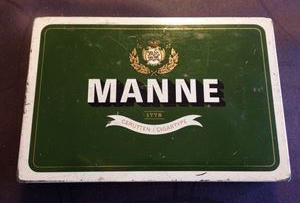 MANNE
1778
CERUTTEN / CIGARTYPE